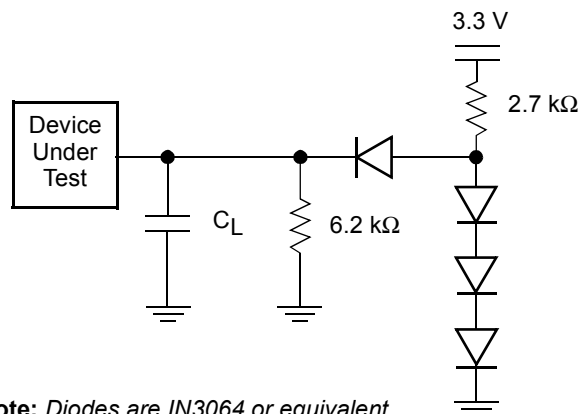 3.3 V
2.7 kΩ
Device
Under
Test
C_L
6.2 kΩ
ote: Diodes are IN3064 or equivalent